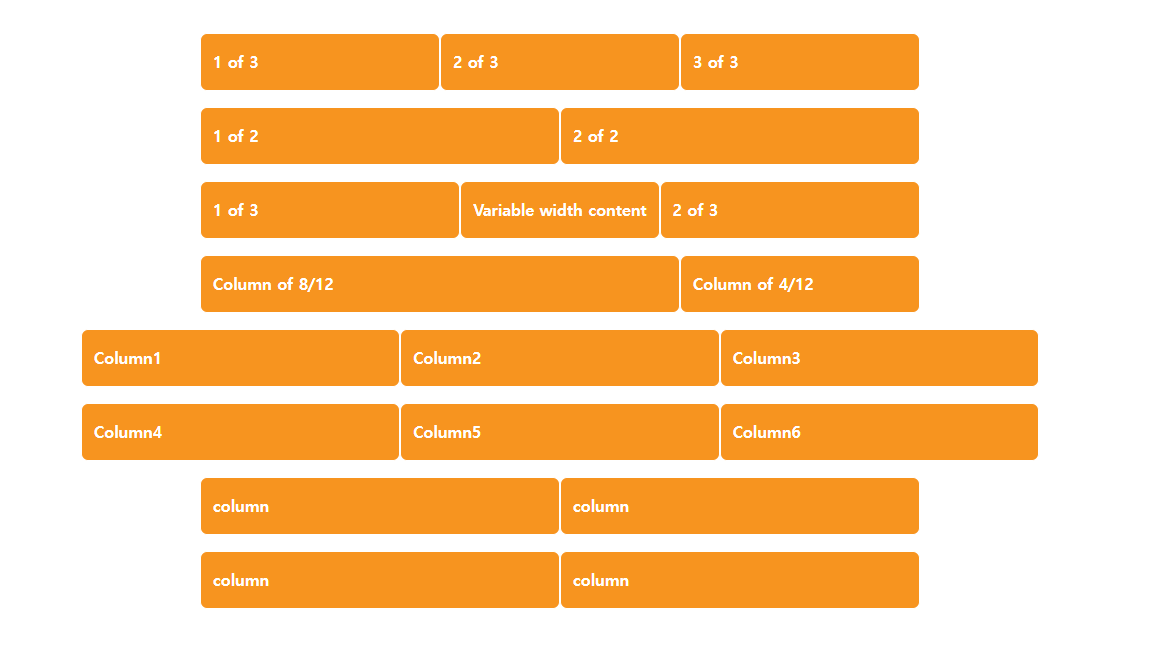 1 of 3 2 of 3 3 of 3
1 of 2 2 of 2
1 of 3 Variable width content 2 of 3
Column of 8/12 Column of 4/12
Column1 Column2 Column3
Column4 Column5 Column6
column column
column column